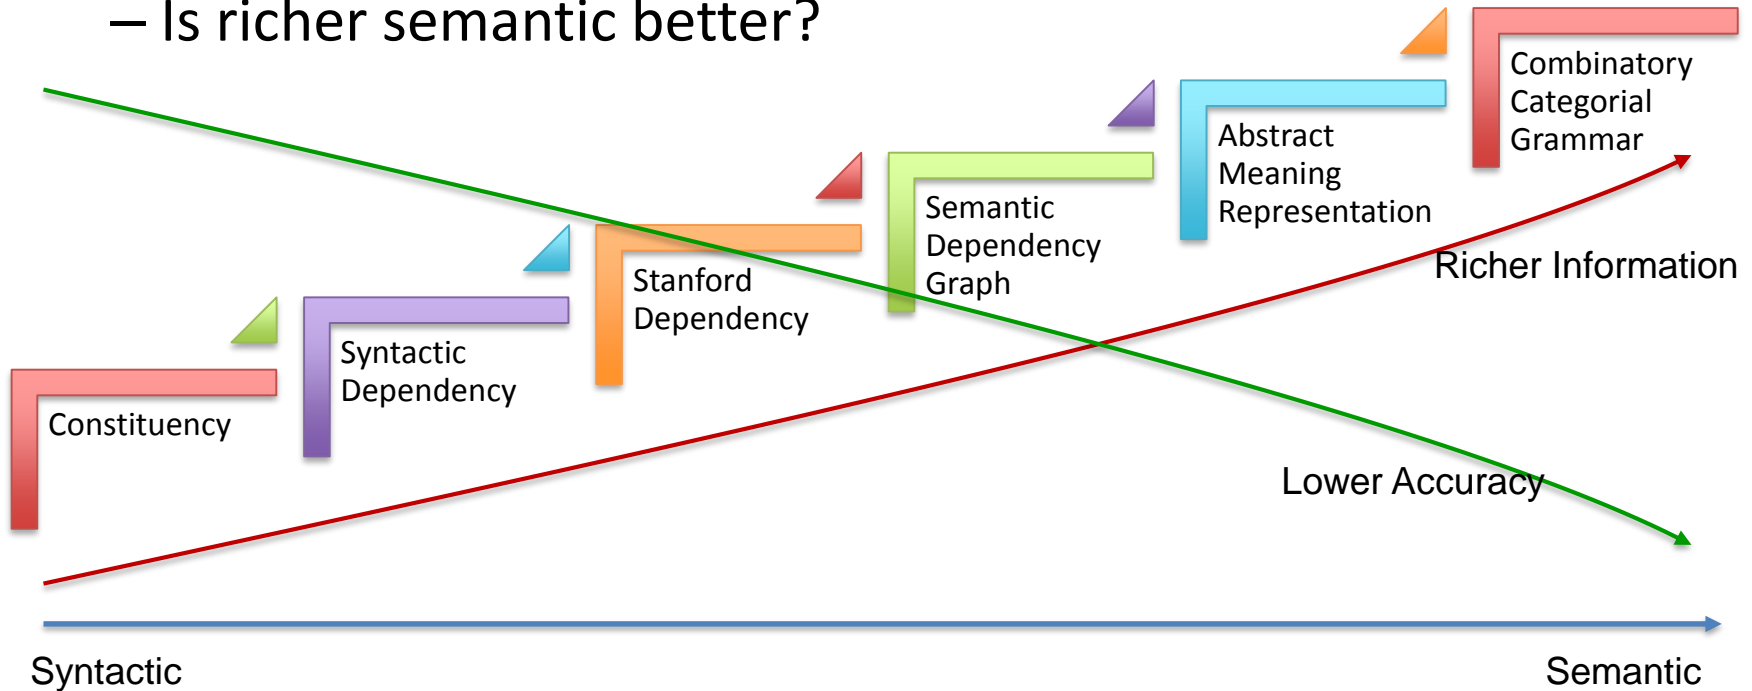 – Is richer semantic better?
Combinatory
Categorial
Grammar
Abstract
Meaning
Representation
Semantic
Dependency
Graph
Richer Information
Stanford
Dependency
Syntactic
Dependency
Constituency
Lower Accuracy
Syntactic
Semantic